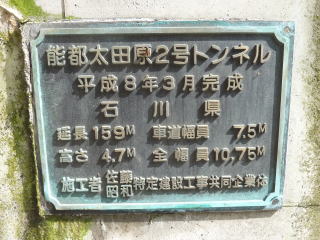 能都太田原2号トンネル
平成8年3月完成
石川県
延長159M 車道幅員 7.5M
高さ 4.7M 全幅員10.75M
施工者 佐藤 昭和 特定建設工事共同企業体